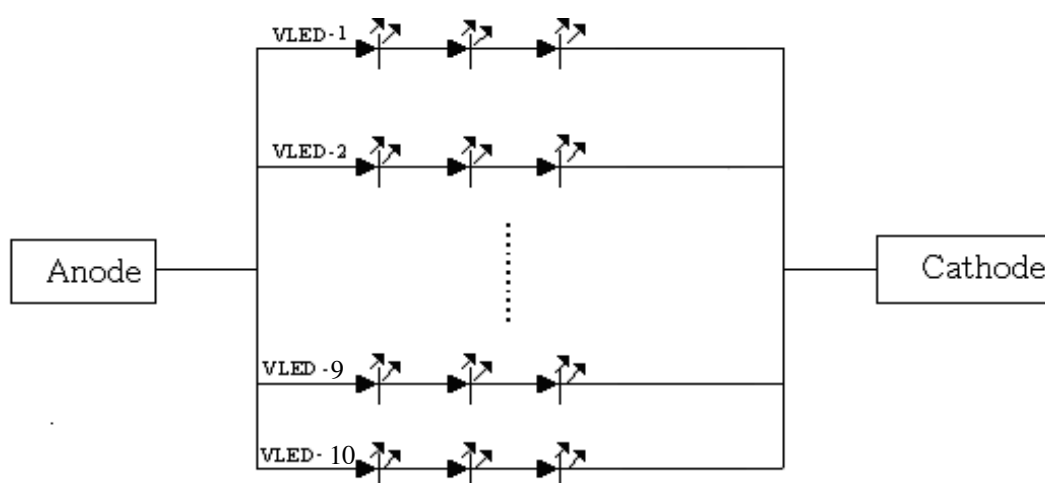 VLED-1
VLED-2
Anode
Cathode
VLED -9
VLED- 10